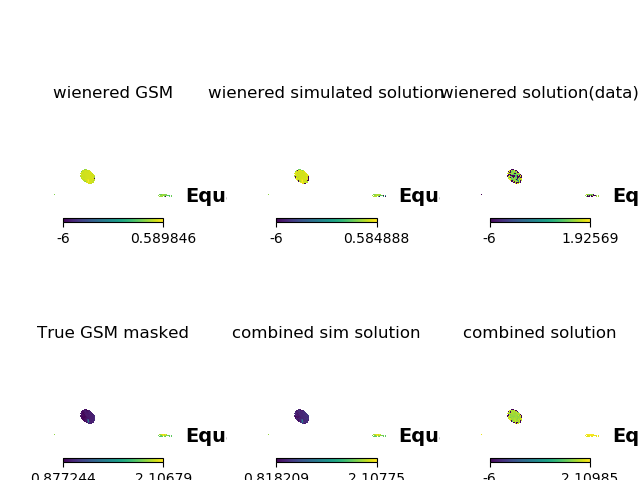 wienered GSM
wienered simulated solution
wienered solution(data)
Equ
Equ
Eq
-6 0.589846
-6 0.584888
-6 1.92569
True GSM masked
combined sim solution
combined solution
Equ
Equ
Eq
0.877244 2.10679
0.818209 2.10775
-6 2.10985